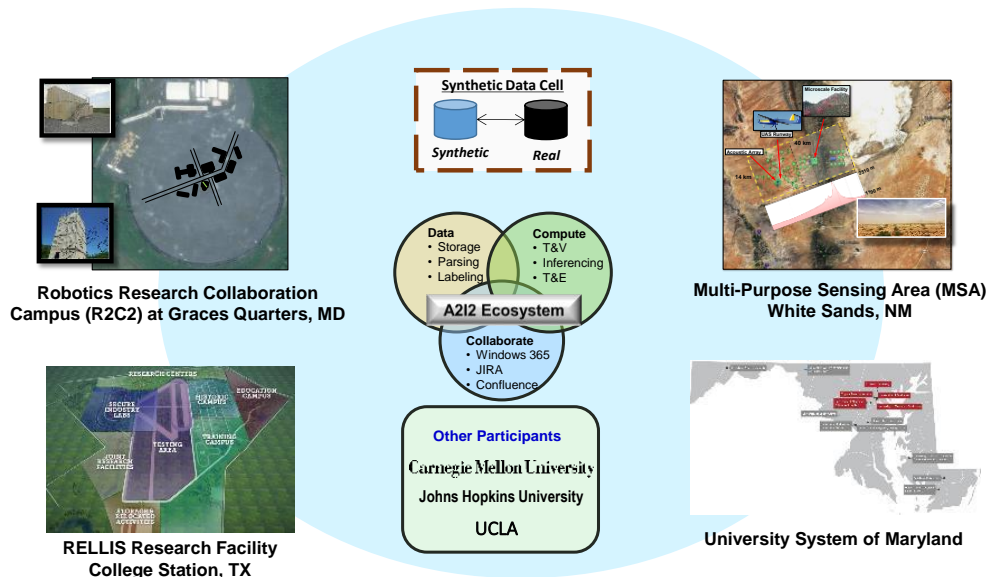 Synthetic Data Cell
Synthetic
Real
Robotics Research Collaboration
Campus (R2C2) at Graces Quarters, MD
Data
• Storage
• Parsing
• Labeling
Compute
• T&V
• Inferencing
• T&E
A2I2 Ecosystem
Collaborate
• Windows 365
• JIRA
• Confluence
Microscale Facility
UAS Runway
Acoustic Array
40 km
14 km
Multi-Purpose Sensing Area (MSA)
White Sands, NM
RESEARCH CENTERS
SECURE
INDUSTRY
LABS
HISTORIC
CAMPUS
EDUCATION
CAMPUS
TESTING
AREA
TRAINING
CAMPUS
JOINT
RESEARCH
FACILITIES
STORAGE &
RELOCATED
ACTIVITIES
RELLIS Research Facility
College Station, TX
Other Participants
Carnegie Mellon University
Johns Hopkins University
UCLA
University System of Maryland